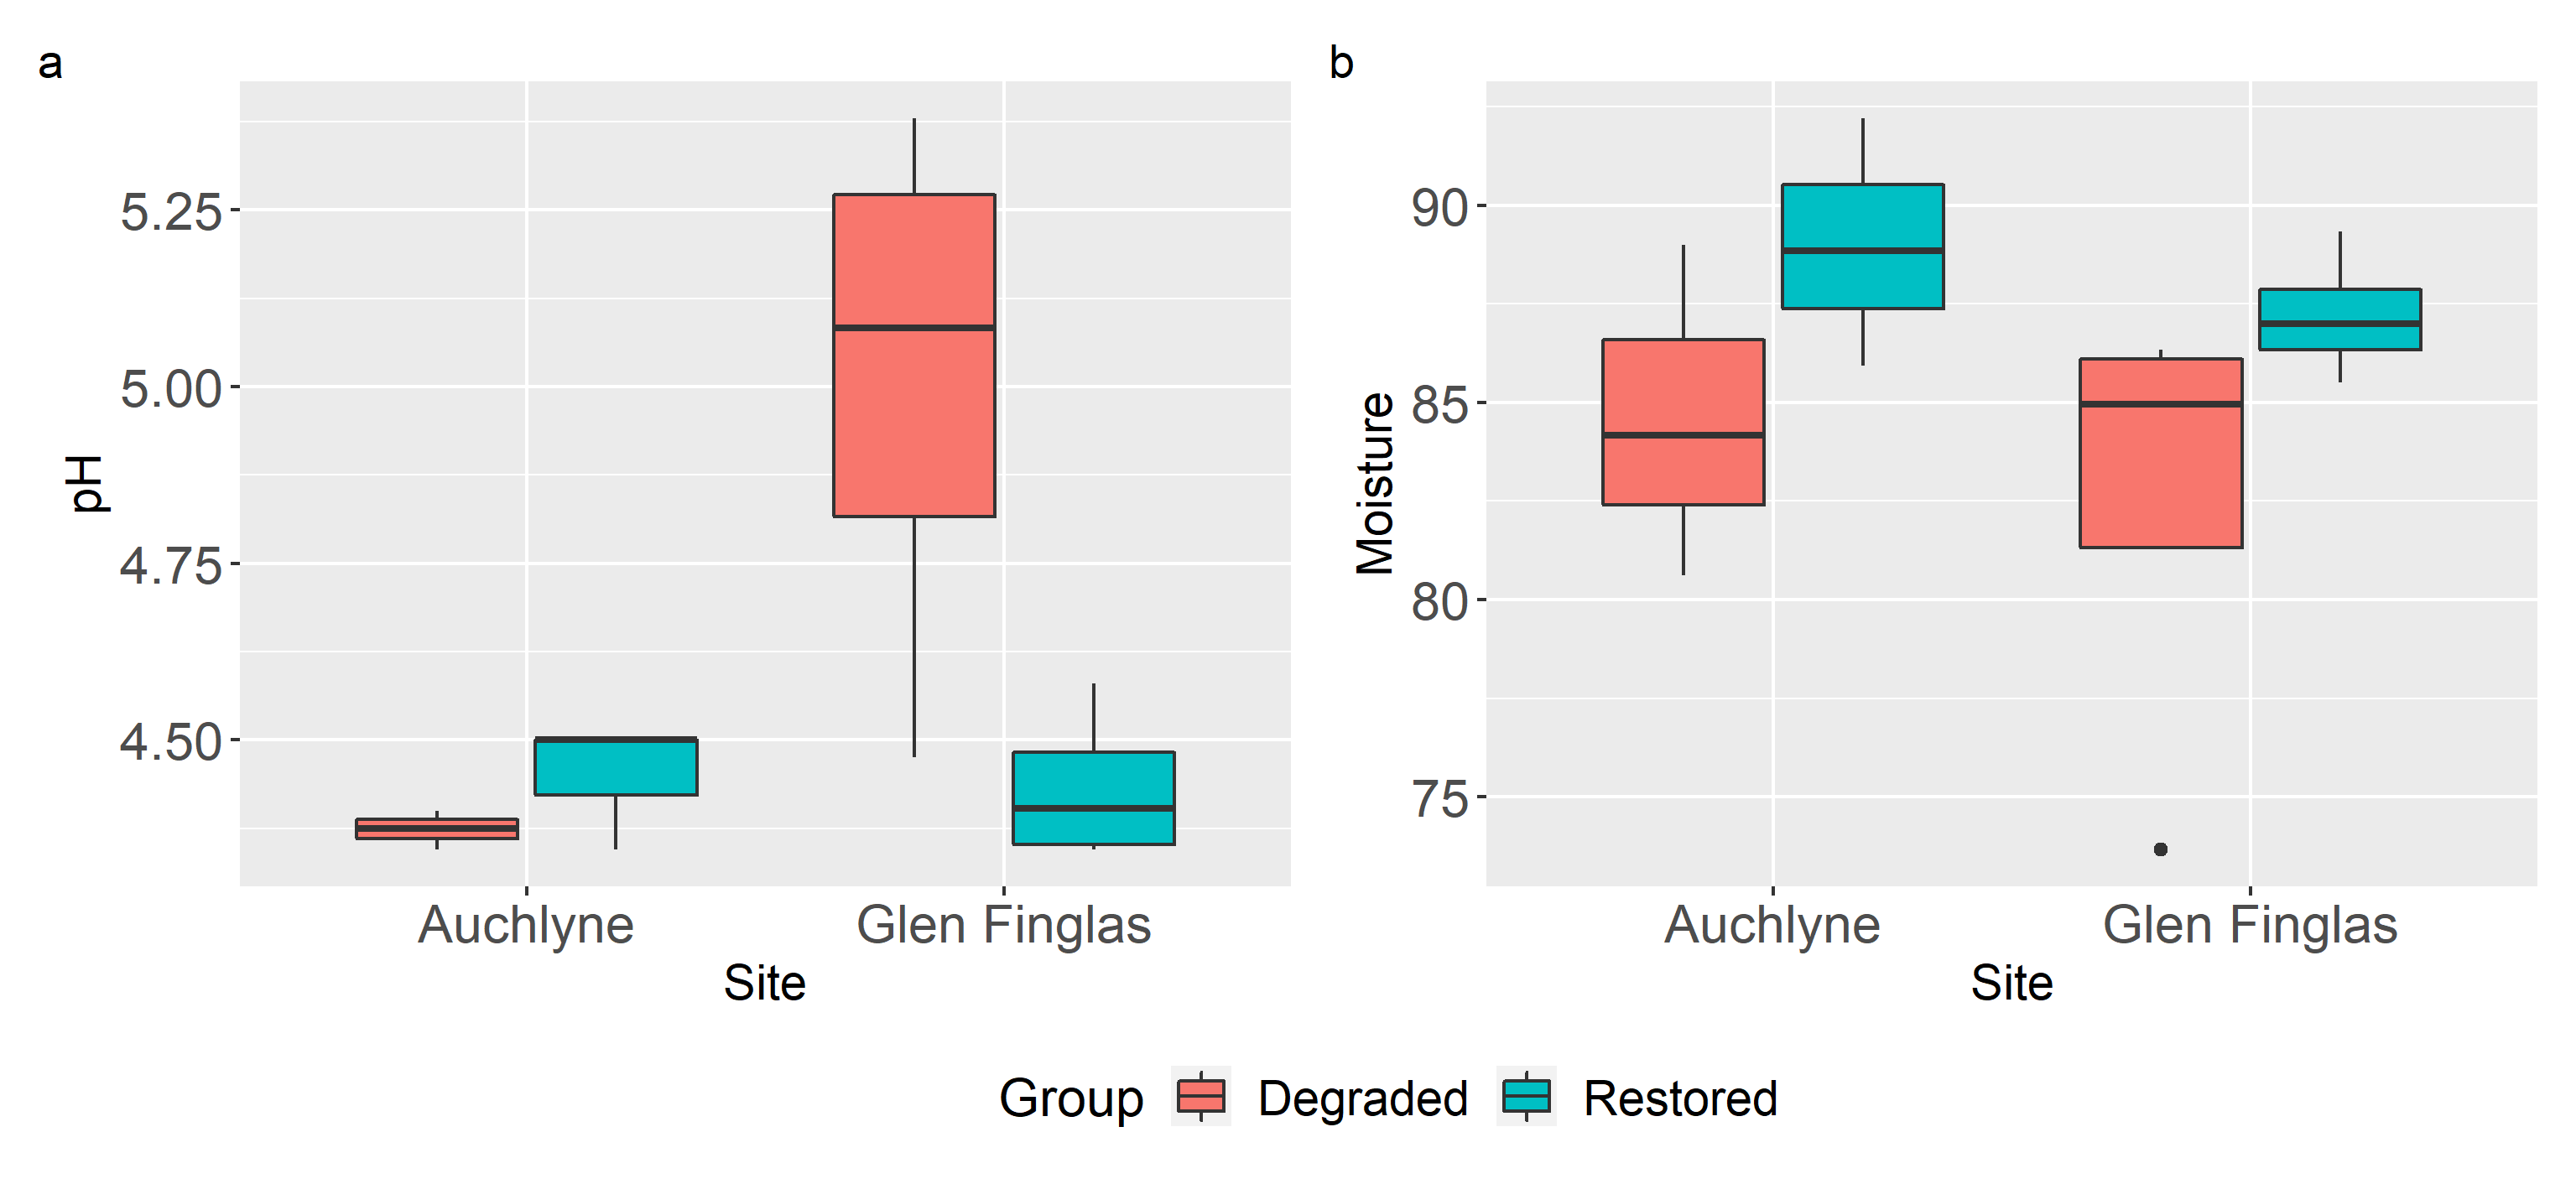 a
5.25
5.00
4.75
4.50
pH
Auchlyne
Glen Finglas
Site
b
90
85
80
75
Moisture
Auchlyne
Glen Finglas
Site
Group Degraded Restored